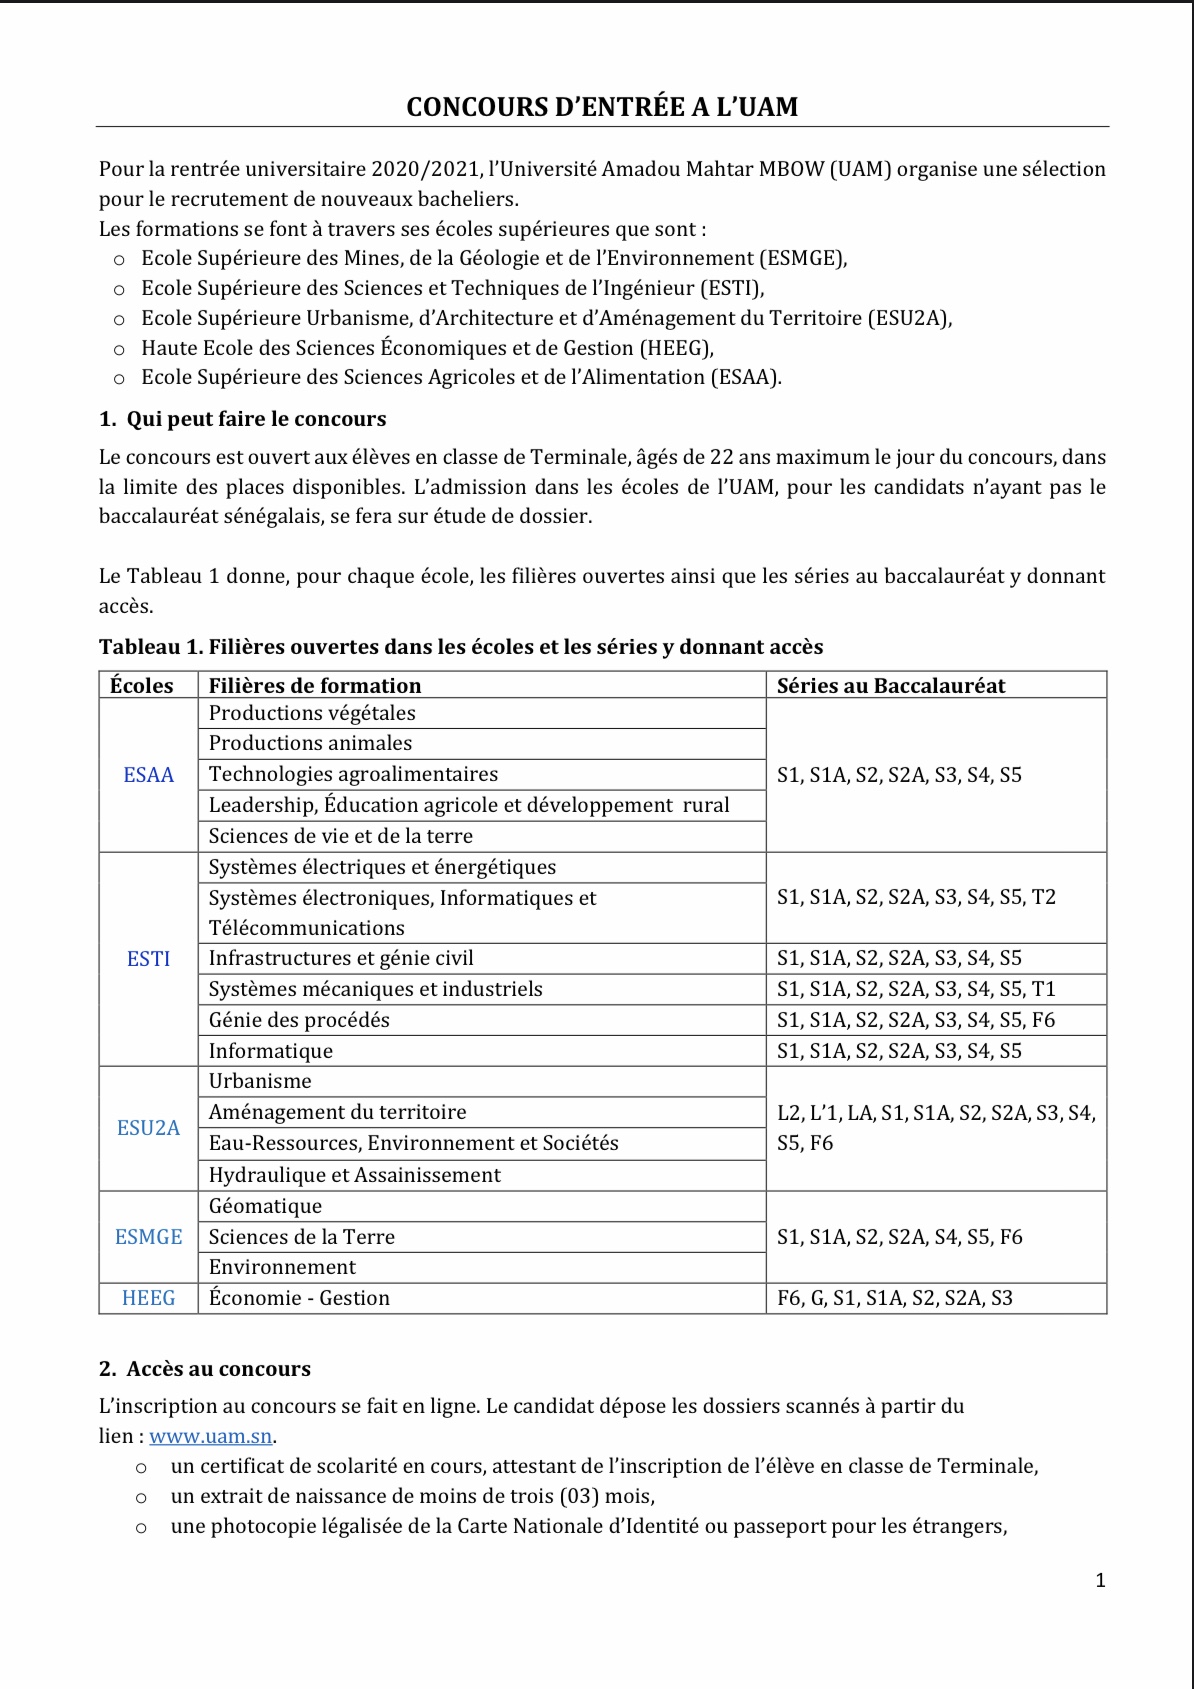 CONCOURS D’ENTRÉE A L’UAM
Pour la rentrée universitaire 2020/2021, l’Université Amadou Mahtar MBOW (UAM) organise une sélection
pour le recrutement de nouveaux bacheliers.
Les formations se font à travers ses écoles supérieures que sont :
o Ecole Supérieure des Mines, de la Géologie et de l’Environnement (ESMGE),
o Ecole Supérieure des Sciences et Techniques de l’Ingénieur (ESTI),
o Ecole Supérieure Urbanisme, d’Architecture et d’Aménagement du Territoire (ESU2A),
o Haute Ecole des Sciences Économiques et de Gestion (HEEG),
o Ecole Supérieure des Sciences Agricoles et de l’Alimentation (ESAA).
1. Qui peut faire le concours
Le concours est ouvert aux élèves en classe de Terminale, âgés de 22 ans maximum le jour du concours, dans
la limite des places disponibles. L’admission dans les écoles de l’UAM, pour les candidats n’ayant pas le
baccalauréat sénégalais, se fera sur étude de dossier.
Le Tableau 1 donne, pour chaque école, les filières ouvertes ainsi que les séries au baccalauréat y donnant
accès.
Tableau 1. Filières ouvertes dans les écoles et les séries y donnant accès
Écoles Filières de formation Séries au Baccalauréat
Productions végétales
Productions animales
ESAA Technologies agroalimentaires S1, S1A, S2, S2A, S3, S4, S5
Leadership, Éducation agricole et développement rural
Sciences de vie et de la terre
Systèmes électriques et énergétiques
Systèmes électroniques, Informatiques et S1, S1A, S2, S2A, S3, S4, S5, T2
Télécommunications
ESTI Infrastructures et génie civil S1, S1A, S2, S2A, S3, S4, S5
Systèmes mécaniques et industriels S1, S1A, S2, S2A, S3, S4, S5, T1
Génie des procédés S1, S1A, S2, S2A, S3, S4, S5, F6
Informatique S1, S1A, S2, S2A, S3, S4, S5
Urbanisme
Aménagement du territoire L2, L’1, LA, S1, S1A, S2, S2A, S3, S4,
ESU2A
Eau-Ressources, Environnement et Sociétés S5, F6
Hydraulique et Assainissement
Géomatique
ESMGE Sciences de la Terre S1, S1A, S2, S2A, S4, S5, F6
Environnement
HEEG Économie - Gestion F6, G, S1, S1A, S2, S2A, S3
2. Accès au concours
L’inscription au concours se fait en ligne. Le candidat dépose les dossiers scannés à partir du
lien : www.uam.sn.
o un certificat de scolarité en cours, attestant de l’inscription de l’élève en classe de Terminale,
o un extrait de naissance de moins de trois (03) mois,
o une photocopie légalisée de la Carte Nationale d’Identité ou passeport pour les étrangers,
1